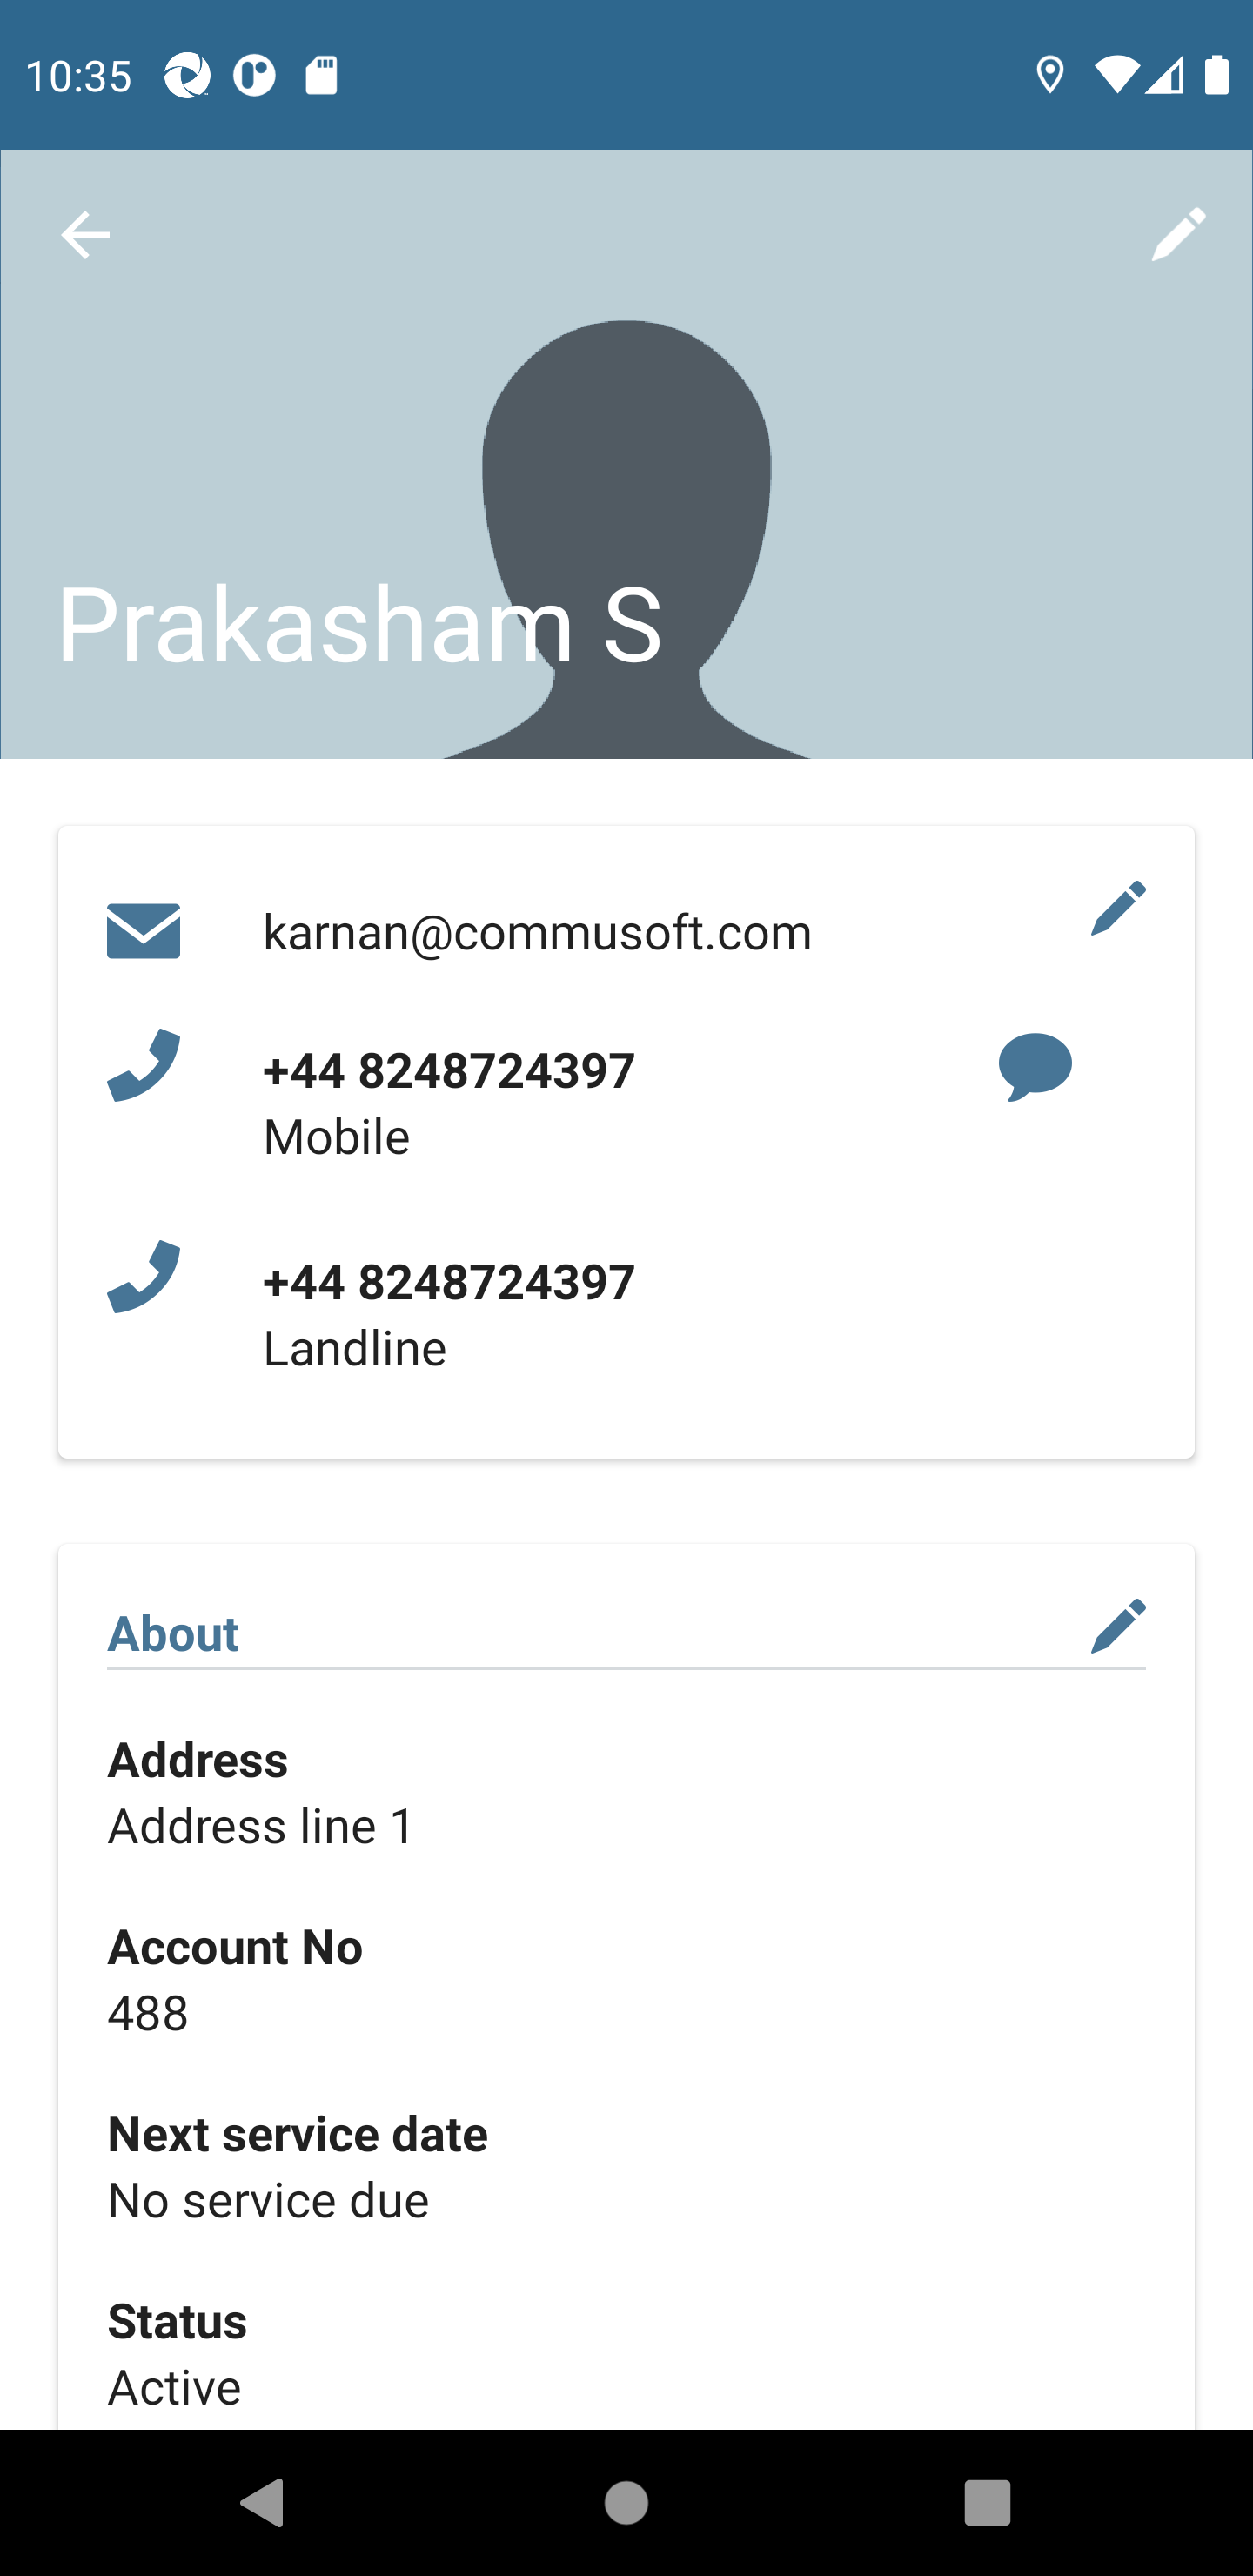 10:35
Prakasham S
karnan@commusoft.com
+44 8248724397
Mobile
+44 8248724397
Landline
About
Address
Address line 1
Account No
488
Next service date
No service due
Status
Active